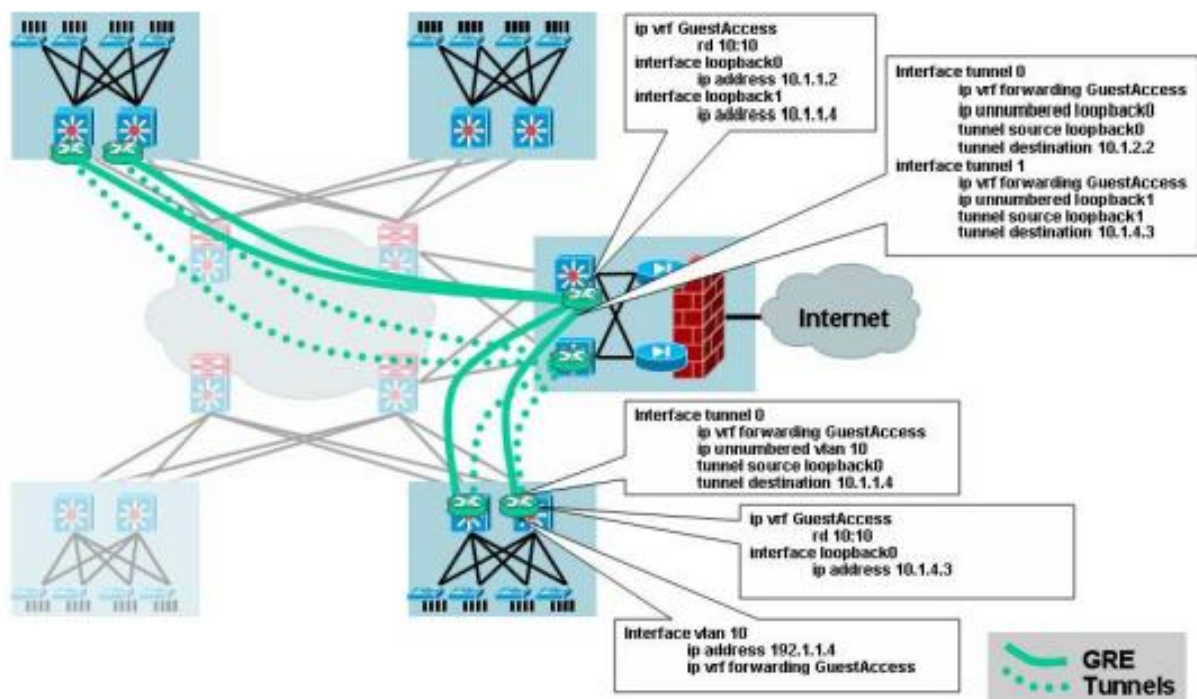 ip vrf GuestAccess
rd 10:10
interface loopback0
ip address 10.1.1.2
interface loopback1
ip address 10.1.1.4
Interface tunnel 0
ip vrf forwarding GuestAccess
ip unnumbered loopback0
tunnel source loopback0
tunnel destination 10.1.2.2
interface tunnel 1
ip vrf forwarding GuestAccess
ip unnumbered loopback1
tunnel source loopback1
tunnel destination 10.1.4.3
Internet
Interface tunnel 0
ip vrf forwarding GuestAccess
ip unnumbered vlan 10
tunnel source loopback0
tunnel destination 10.1.1.4
ip vrf GuestAccess
rd 10:10
interface loopback0
ip address 10.1.4.3
Interface vlan 10
ip address 192.1.1.4
ip vrf forwarding GuestAccess
GRE
Tunnels